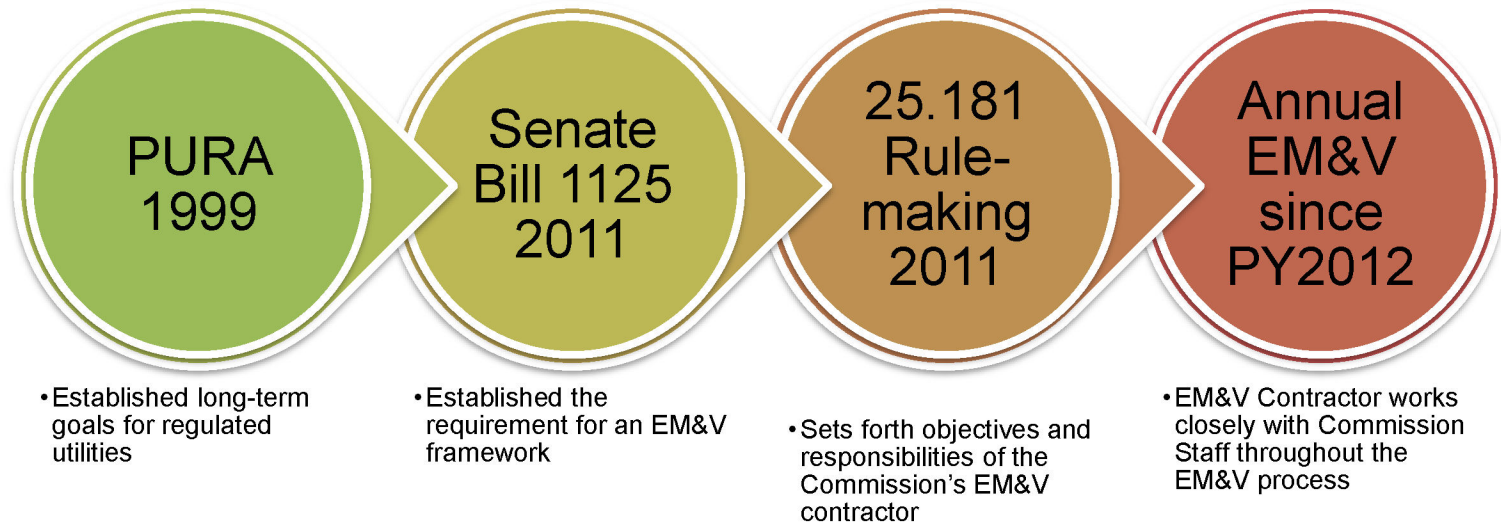 PURA
1999
Senate
Bill 1125
2011
25.181
Rule-
making
2011
Annual
EM&V
since
PY2012
•Established long-term
goals for regulated
utilities
•Established the
requirement for an EM&V
framework
•Sets forth objectives and
responsibilities of the
Commission’s EM&V
contractor
•EM&V Contractor works
closely with Commission
Staff throughout the
EM&V process